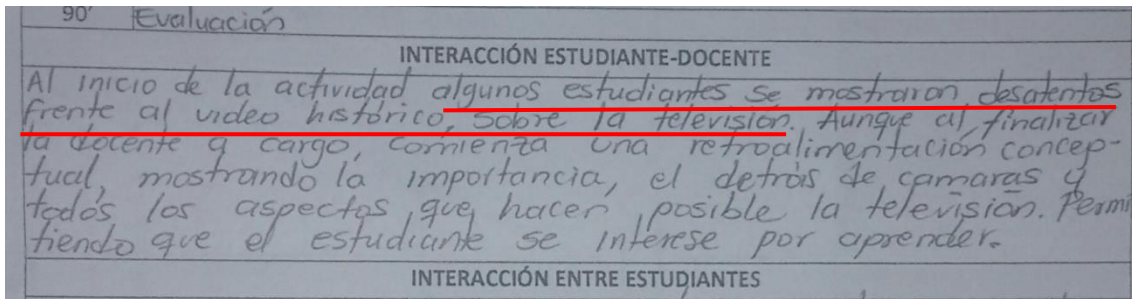 90' Evaluación
INTERACCIÓN ESTUDIANTE-DOCENTE
Al inicio de la actividad algunos estudiantes se mostraron desatentos
frente al video histórico, sobre la televisión. Aunque al finalizar
la docente a cargo, comienza una retroalimentación concep-
tual, mostrando la importancia, el detrás de camaras y
todos los aspectos que hacen posible la televisión. Permi
tiendo que el estudiante se interese por aprender.
INTERACCIÓN ENTRE ESTUDIANTES